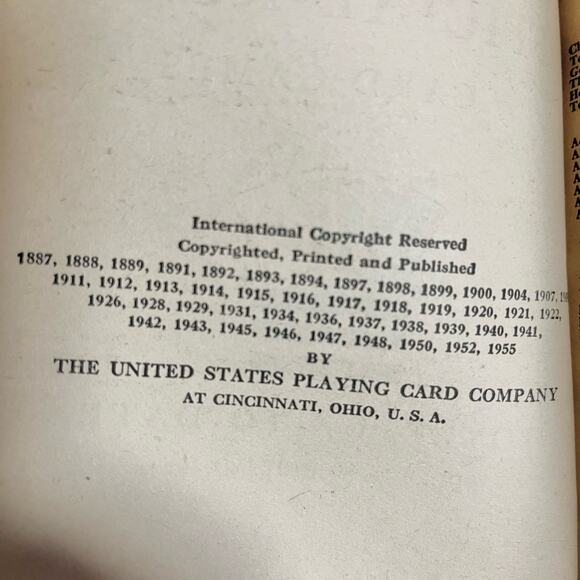 International Copyright Reserved
Copyrighted, Printed and Published
1887, 1888, 1889, 1891, 1892, 1893, 1894, 1897, 1898, 1899, 1900, 1904, 1907,
1911, 1912, 1913, 1914, 1915, 1916, 1917, 1918, 1919, 1920, 1921, 1922,
1926, 1928, 1929, 1931, 1934, 1936, 1937, 1938, 1939, 1940, 1941,
1942, 1943, 1945, 1946, 1947, 1948, 1950, 1952, 1955
BY
THE UNITED STATES PLAYING CARD COMPANY
AT CINCINNATI, OHIO, U. S. A.